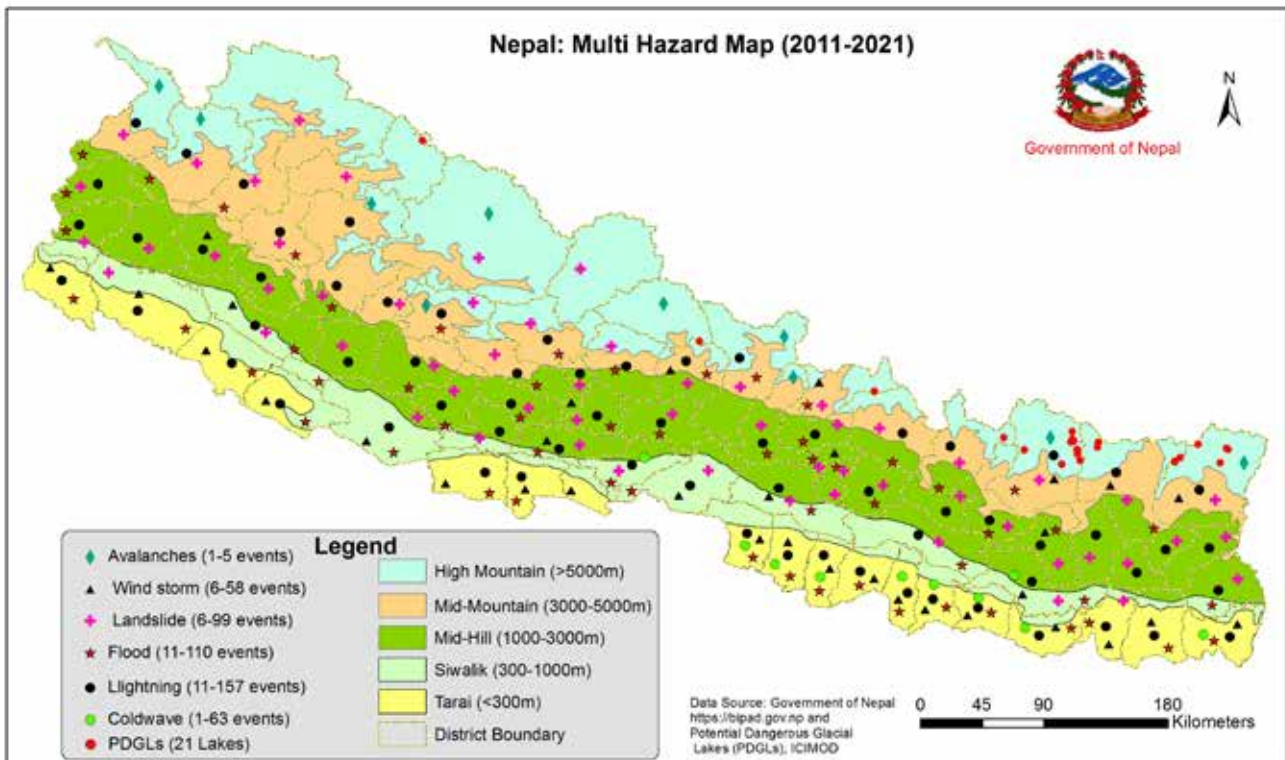 Nepal: Multi Hazard Map (2011-2021)
N
Government of Nepal
Legend
Avalanches (1-5 events)
Wind storm (6-58 events)
Landslide (6-99 events)
Flood (11-110 events)
Llightning (11-157 events)
Coldwave (1-63 events)
PDGLs (21 Lakes)
High Mountain (>5000m)
Mid-Mountain (3000-5000m)
Mid-Hill (1000-3000m)
Siwalik (300-1000m)
Tarai (<300m)
District Boundary
Data Source: Government of Nepal
https://bipad.gov.np and
Potential Dangerous Glacial
Lakes (PDGLs), ICIMOD
0 45 90 180
Kilometers